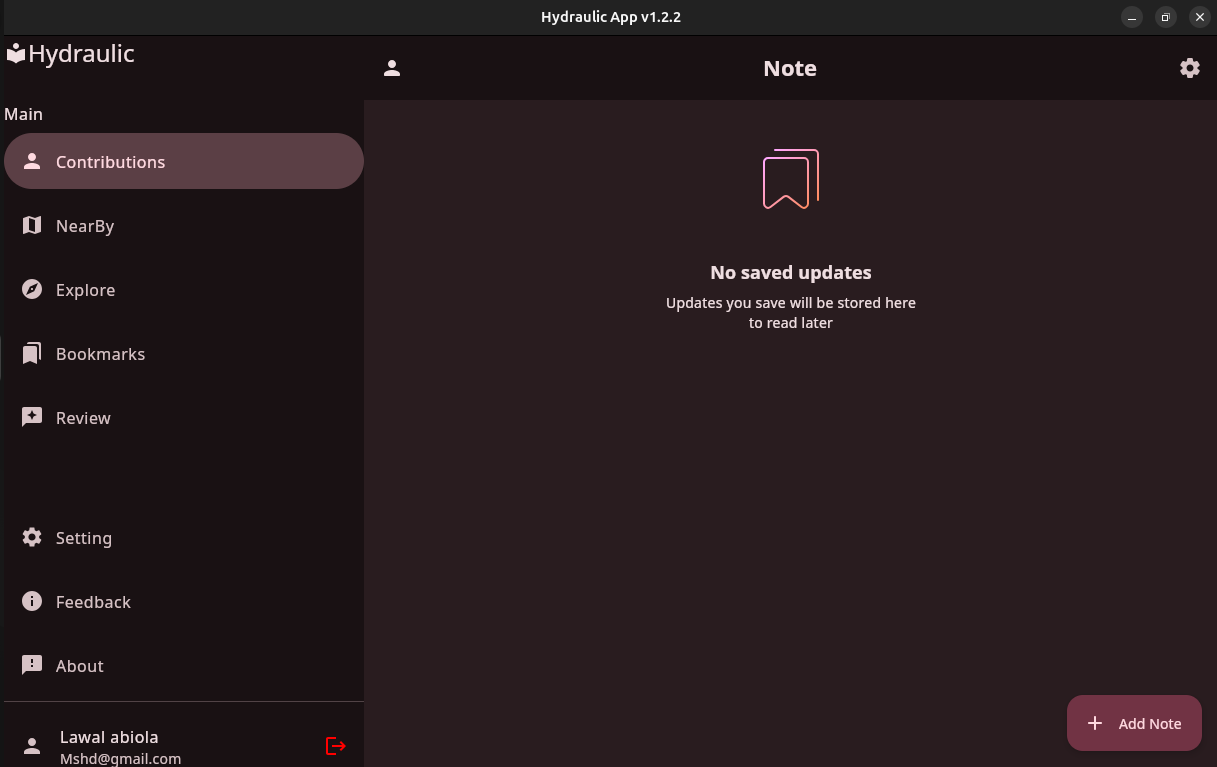 Hydraulic App v1.2.2
Hydraulic
Main
Contributions
NearBy
Explore
Bookmarks
Review
Setting
Feedback
About
Lawal abiola
Mshd@gmail.com
Note
No saved updates
Updates you save will be stored here
to read later
Add Note